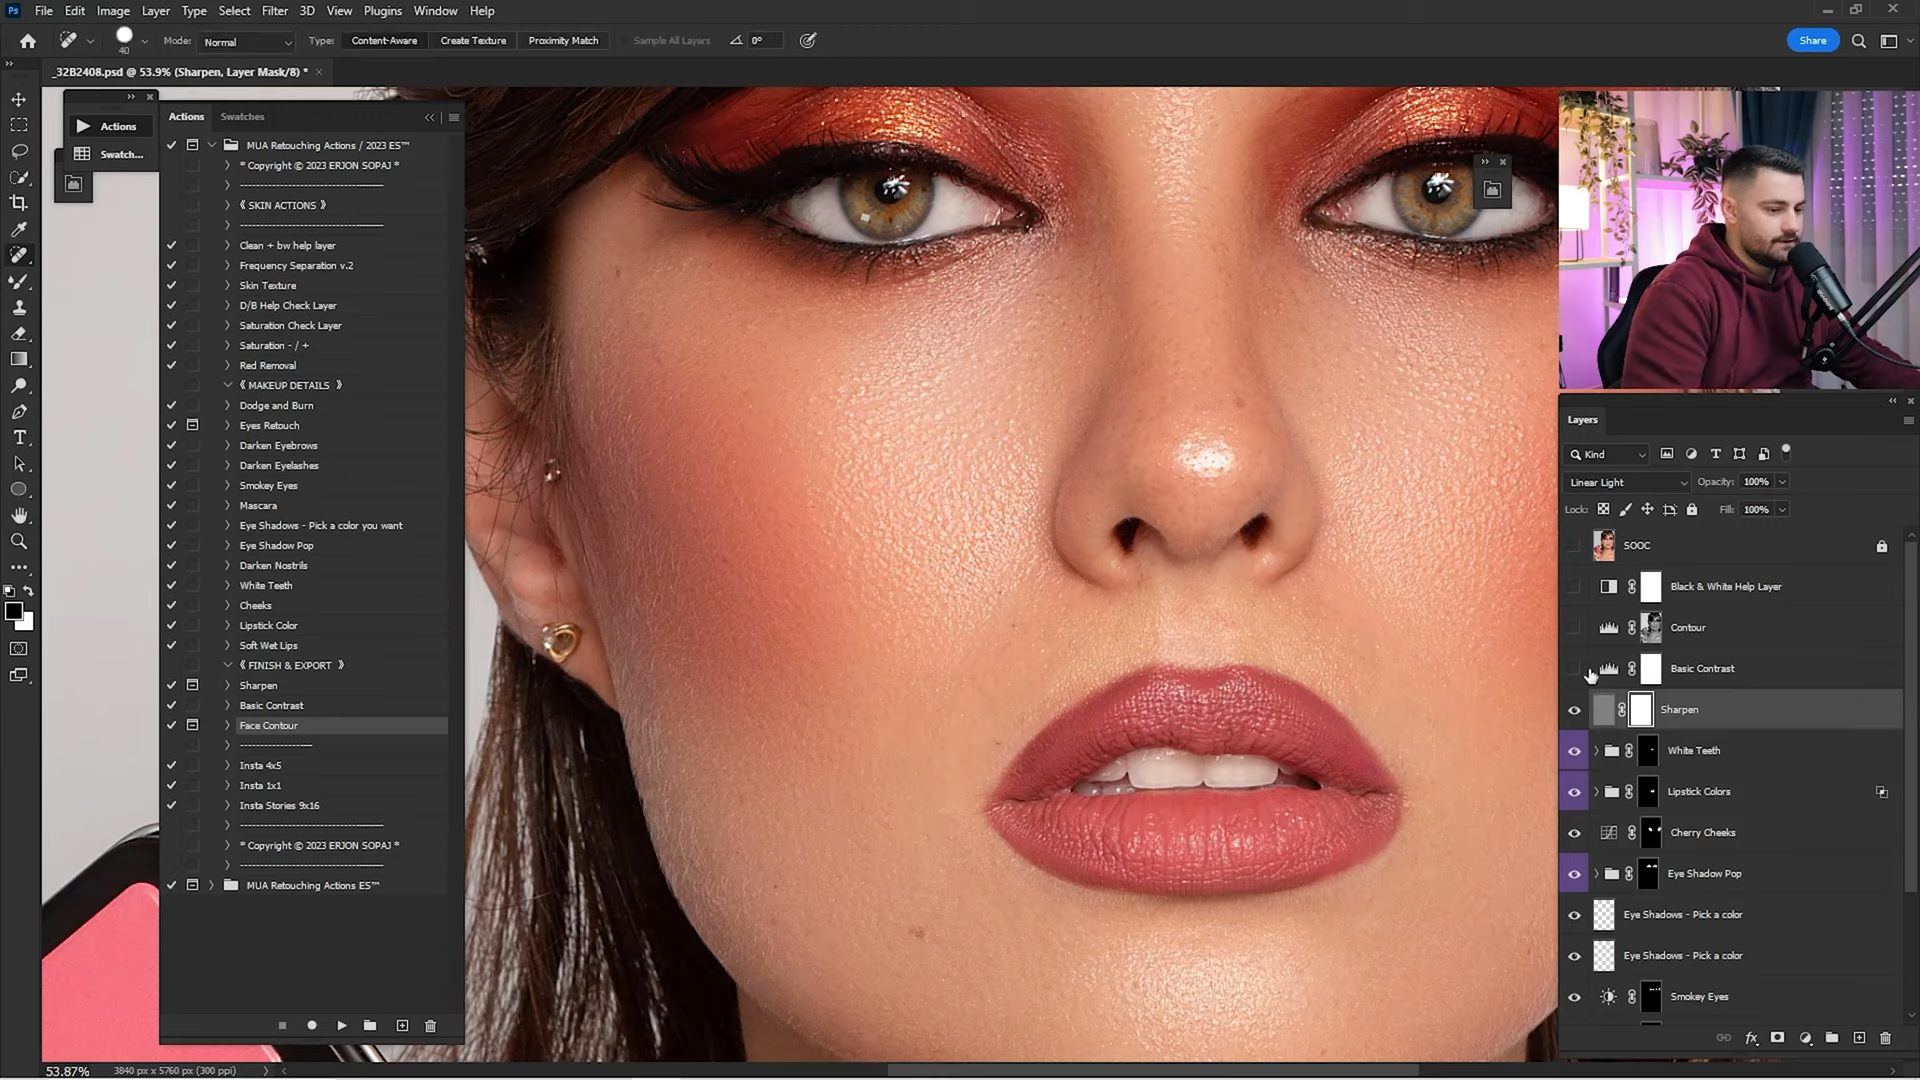 Ps File Edit Image Layer Type Select Filter 3D View Plugins Window Help
40 Mode: Normal Type: Content-Aware Create Texture Proximity Match Sample All Layers 0° Share
_32B2408.psd @ 53.9% (Sharpen, Layer Mask/8) * ×
Actions
Swatch...
Actions Swatches
MUA Retouching Actions / 2023 ES™
* Copyright © 2023 ERJON SOPAJ *
------------------------------------
《 SKIN ACTIONS 》
------------------------------------
Clean + bw help layer
Frequency Separation v.2
Skin Texture
D/B Help Check Layer
Saturation Check Layer
Saturation - / +
Red Removal
《 MAKEUP DETAILS 》
Dodge and Burn
Eyes Retouch
Darken Eyebrows
Darken Eyelashes
Smokey Eyes
Mascara
Eye Shadows - Pick a color you want
Eye Shadow Pop
Darken Nostrils
White Teeth
Cheeks
Lipstick Color
Soft Wet Lips
《 FINISH & EXPORT 》
Sharpen
Basic Contrast
Face Contour
------------------
Insta 4x5
Insta 1x1
Insta Stories 9x16
------------------------------------
* Copyright © 2023 ERJON SOPAJ *
------------------------------------
MUA Retouching Actions ES™
Layers
Kind
Linear Light Opacity: 100%
Lock: Fill: 100%
SOOC
Black & White Help Layer
Contour
Basic Contrast
Sharpen
White Teeth
Lipstick Colors
Cherry Cheeks
Eye Shadow Pop
Eye Shadows - Pick a color
Eye Shadows - Pick a color
Smokey Eyes
fx
53.87% 3840 px x 5760 px (300 ppi)